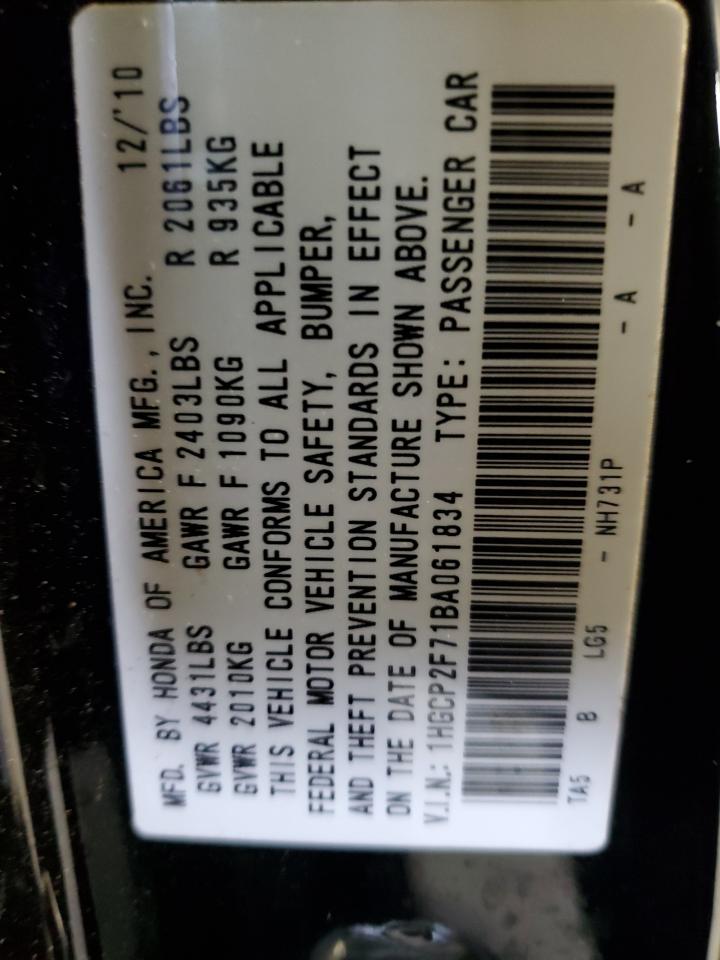 MFD. BY HONDA OF AMERICA MFG., INC. 12/'10
GVWR 4431LBS GAWR F 2403LBS R 2061LBS
GVWR 2010KG GAWR F 1090KG R 935KG
THIS VEHICLE CONFORMS TO ALL APPLICABLE
FEDERAL MOTOR VEHICLE SAFETY, BUMPER,
AND THEFT PREVENTION STANDARDS IN EFFECT
ON THE DATE OF MANUFACTURE SHOWN ABOVE.
V.I.N.: 1HGCP2F71BA061834 TYPE: PASSENGER CAR
TA5 B LG5 - NH731P - A - A